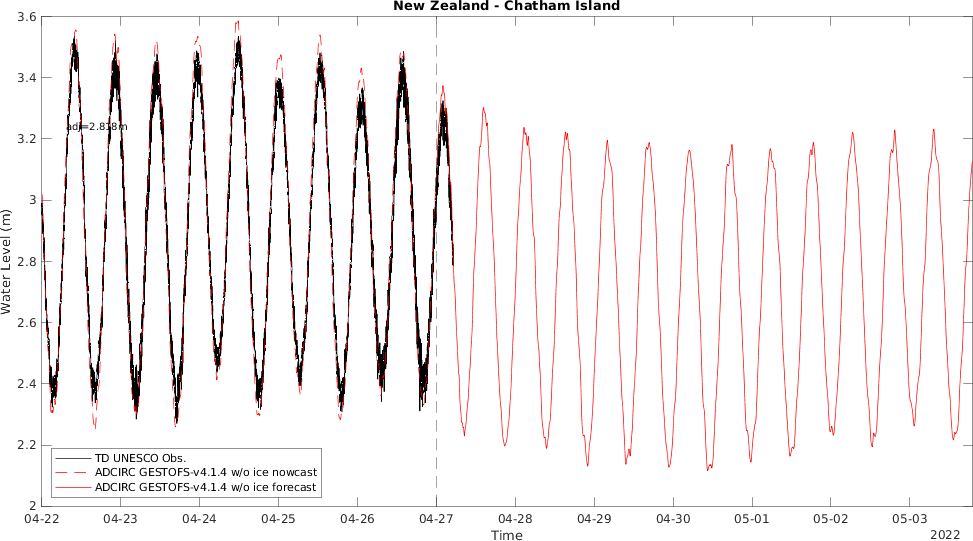 New Zealand - Chatham Island
3.6
3.4
3.2
3
2.8
2.6
2.4
2.2
2
Water Level (m)
adj=2.818m
TD UNESCO Obs.
ADCIRC GESTOFS-v4.1.4 w/o ice nowcast
ADCIRC GESTOFS-v4.1.4 w/o ice forecast
04-22 04-23 04-24 04-25 04-26 04-27 04-28 04-29 04-30 05-01 05-02 05-03
Time
2022